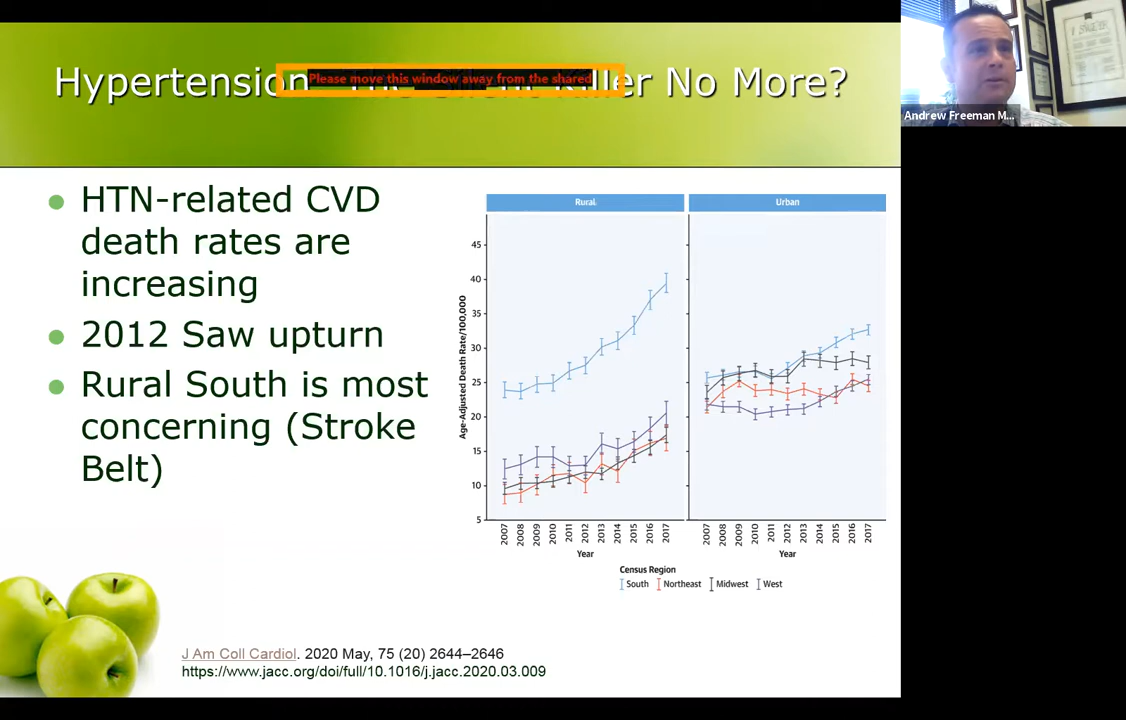 Hypertension The Silent Killer No More?
Please move this window away from the shared
Andrew Freeman M...
HTN-related CVD
death rates are
increasing
2012 Saw upturn
Rural South is most
concerning (Stroke
Belt)
Rural
Urban
Age-Adjusted Death Rate/100,000
45
40
35
30
25
20
15
10
5
2007 2008 2009 2010 2011 2012 2013 2014 2015 2016 2017
2007 2008 2009 2010 2011 2012 2013 2014 2015 2016 2017
Year
Year
Census Region
South Northeast Midwest West
J Am Coll Cardiol. 2020 May, 75 (20) 2644–2646
https://www.jacc.org/doi/full/10.1016/j.jacc.2020.03.009